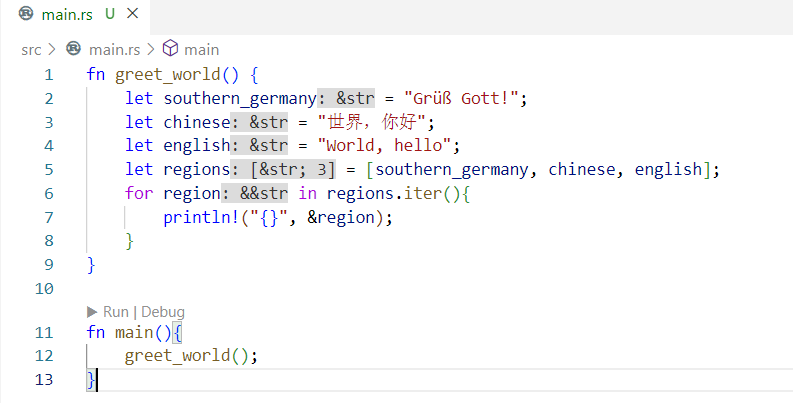 main.rs U
src > main.rs > main
1 fn greet_world() {
2     let southern_germany: &str = "Grüß Gott!";
3     let chinese: &str = "世界，你好";
4     let english: &str = "World, hello";
5     let regions: [&str; 3] = [southern_germany, chinese, english];
6     for region: &&str in regions.iter(){
7         println!("{}", &region);
8     }
9 }
10
▶ Run | Debug
11 fn main(){
12     greet_world();
13 }